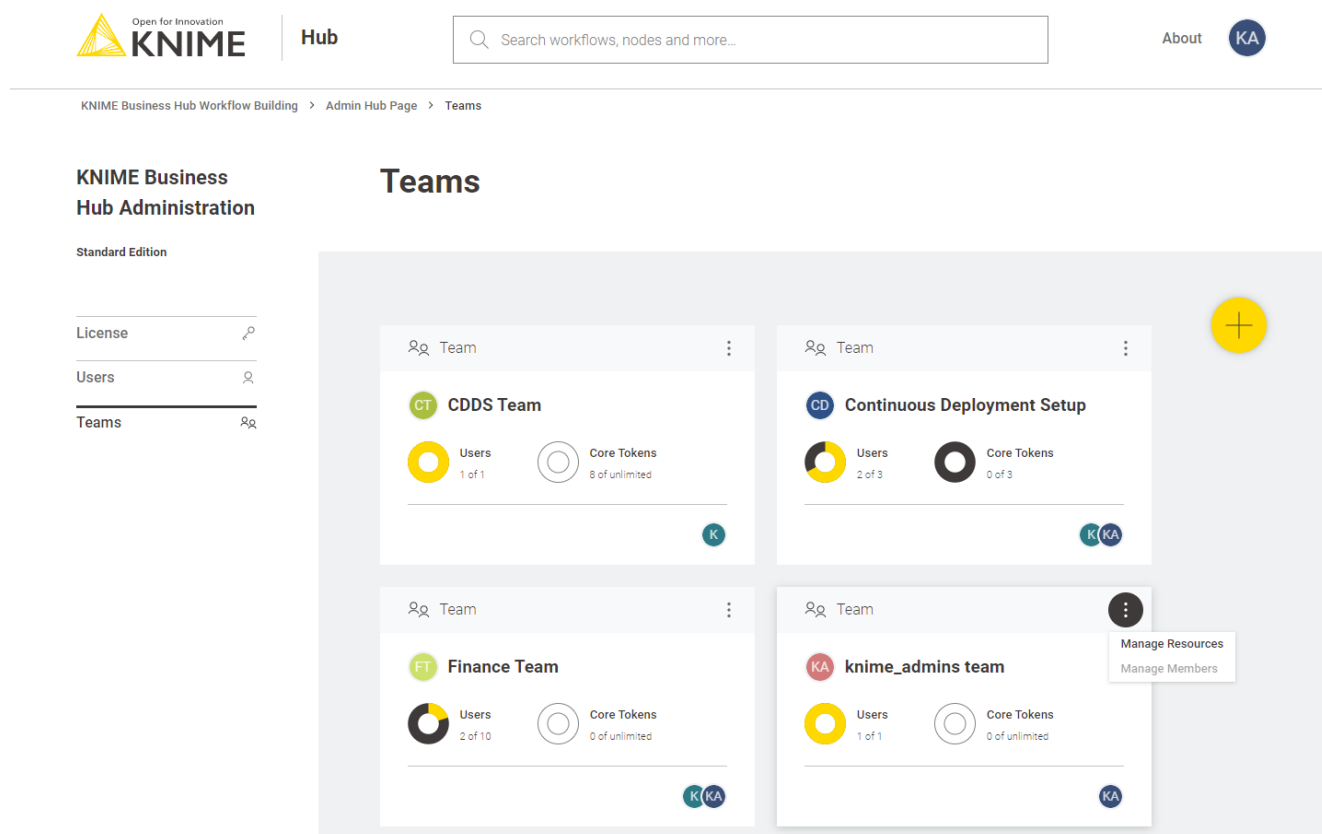 Open for Innovation
KNIME
Hub
Search workflows, nodes and more...
About
KA
KNIME Business Hub Workflow Building > Admin Hub Page > Teams
KNIME Business
Hub Administration
Standard Edition
License
Users
Teams
Teams
Team
CT CDDS Team
Users
1 of 1
Core Tokens
8 of unlimited
K
Team
CD Continuous Deployment Setup
Users
2 of 3
Core Tokens
0 of 3
K KA
Team
FT Finance Team
Users
2 of 10
Core Tokens
0 of unlimited
K KA
Team
Manage Resources
Manage Members
KA knime_admins team
Users
1 of 1
Core Tokens
0 of unlimited
KA